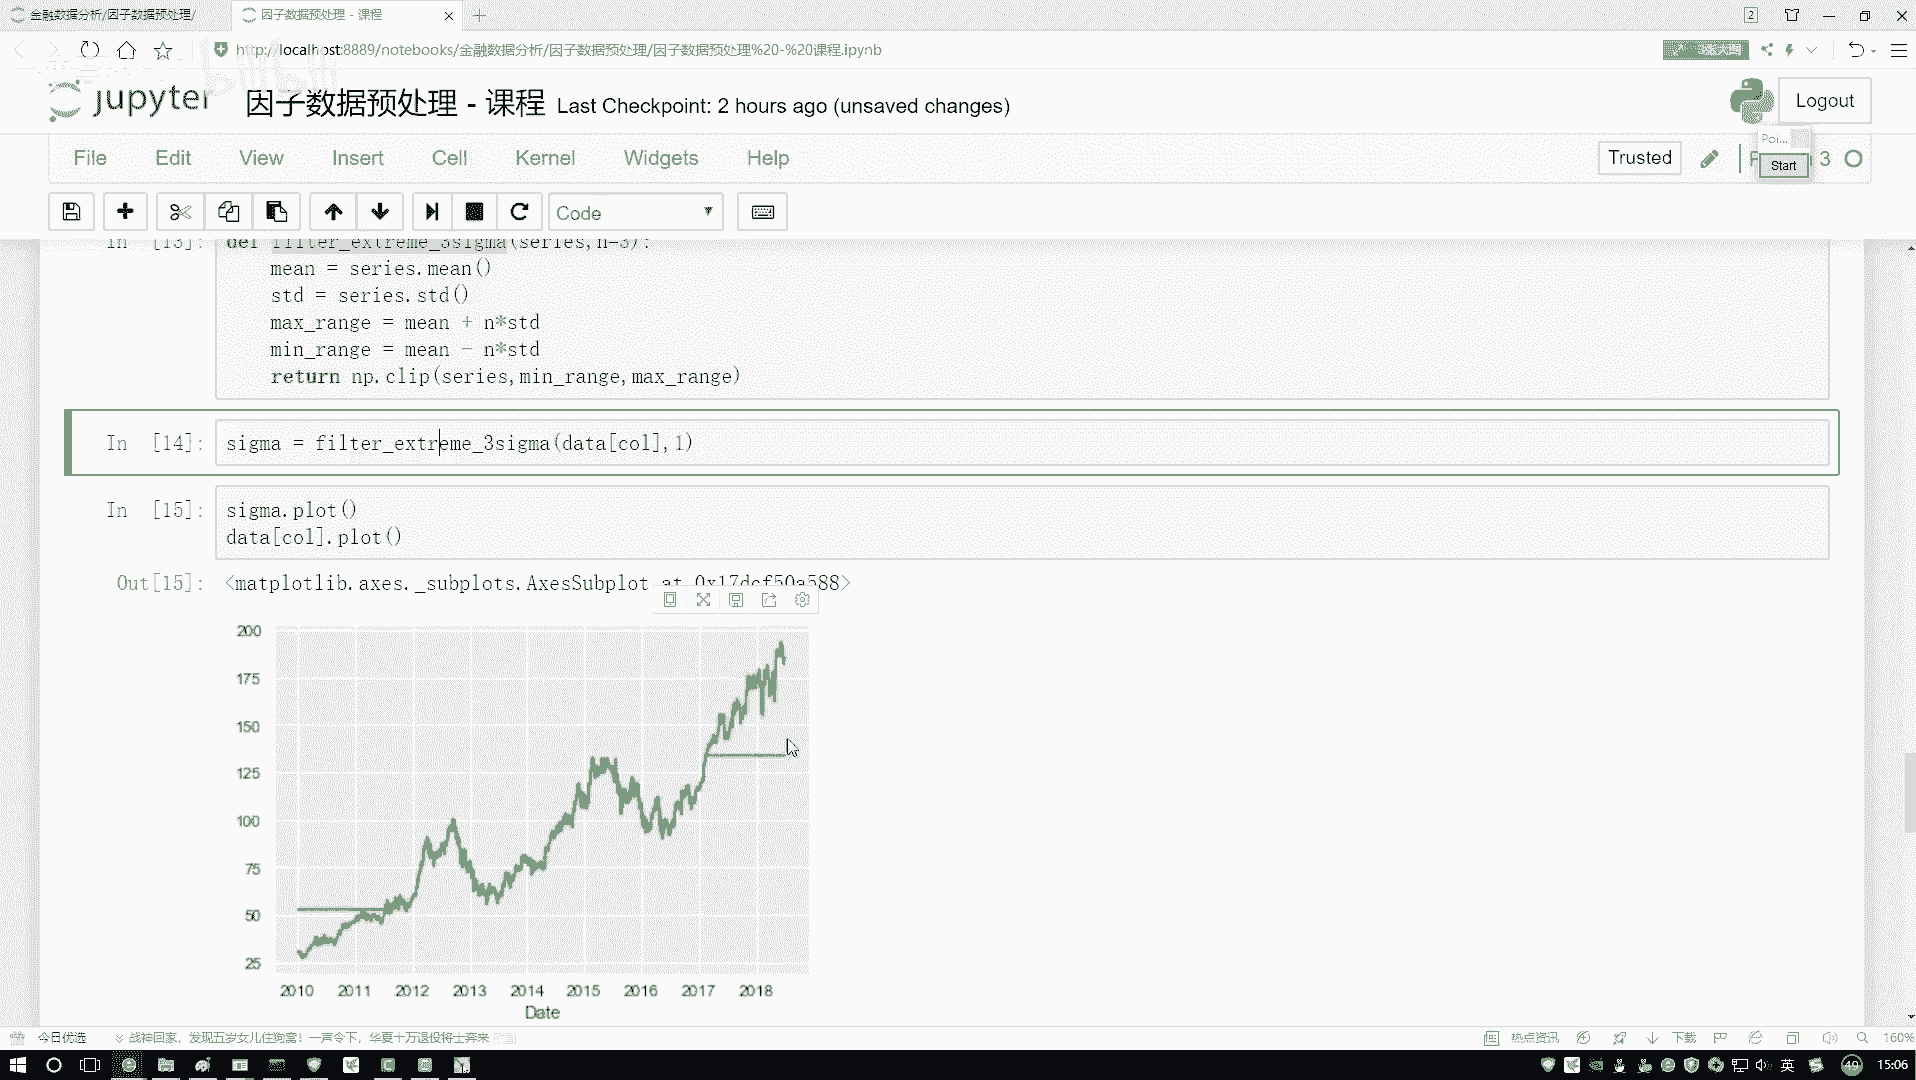 金融数据分析/因子数据预处理/
因子数据预处理 - 课程
2
http://localhost:8889/notebooks/金融数据分析/因子数据预处理/因子数据预处理%20-%20课程.ipynb
jupyter
因子数据预处理 - 课程 Last Checkpoint: 2 hours ago (unsaved changes)
Logout
File Edit View Insert Cell Kernel Widgets Help
Trusted
3
Poi...
Start
Code
In [13]: def filter_extreme_3sigma(series,n=3):
mean = series.mean()
std = series.std()
max_range = mean + n*std
min_range = mean - n*std
return np.clip(series,min_range,max_range)
In [14]: sigma = filter_extreme_3sigma(data[col],1)
In [15]: sigma.plot()
data[col].plot()
Out[15]: <matplotlib.axes._subplots.AxesSubplot at 0x17dcf50a588>
200
175
150
125
100
75
50
25
2010 2011 2012 2013 2014 2015 2016 2017 2018
Date
今日优选
战神回家，发现五岁女儿住狗窝！一声令下，华夏十万退役将士奔来
热点资讯
下载
160%
英
49
15:06